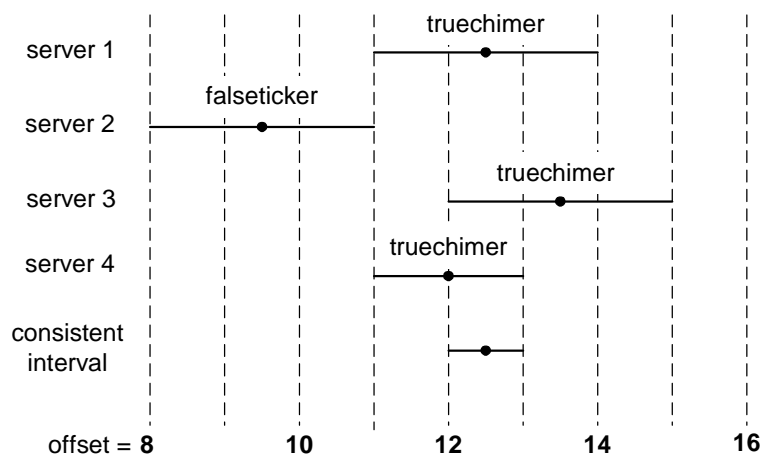 truechimer
server 1
falseticker
server 2
truechimer
server 3
truechimer
server 4
consistent
interval
offset = 8 10 12 14 16